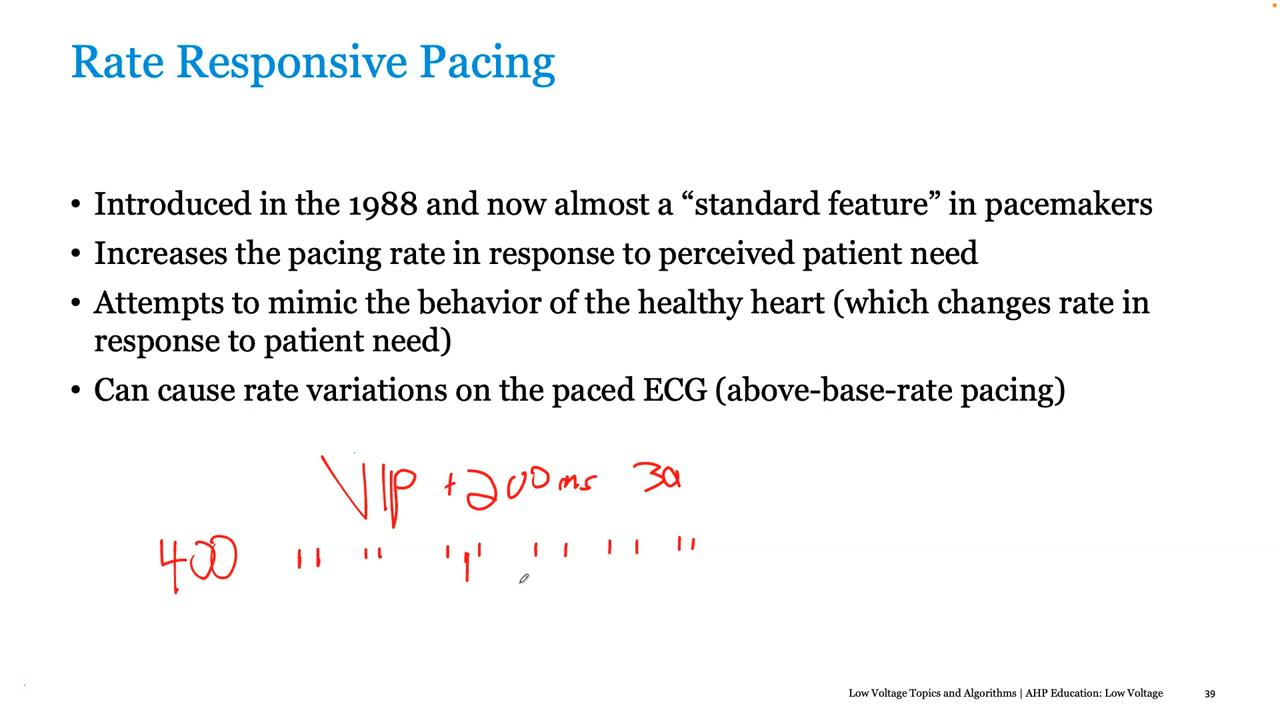 Rate Responsive Pacing
• Introduced in the 1988 and now almost a “standard feature” in pacemakers
• Increases the pacing rate in response to perceived patient need
• Attempts to mimic the behavior of the healthy heart (which changes rate in
response to patient need)
• Can cause rate variations on the paced ECG (above-base-rate pacing)
VIP +200ms
400 " " ' ' ' ' ' ' "
Low Voltage Topics and Algorithms | AHP Education: Low Voltage 39